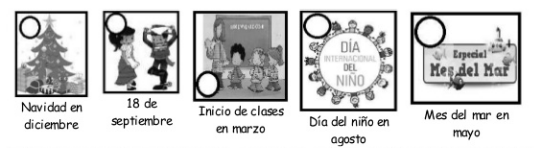 Navidad en
diciembre
18 de
septiembre
Inicio de clases
en marzo
DÍA
INTERNACIONAL
DEL
NIÑO
Día del niño en
agosto
Especial
Mes del Mar
Mes del mar en
mayo